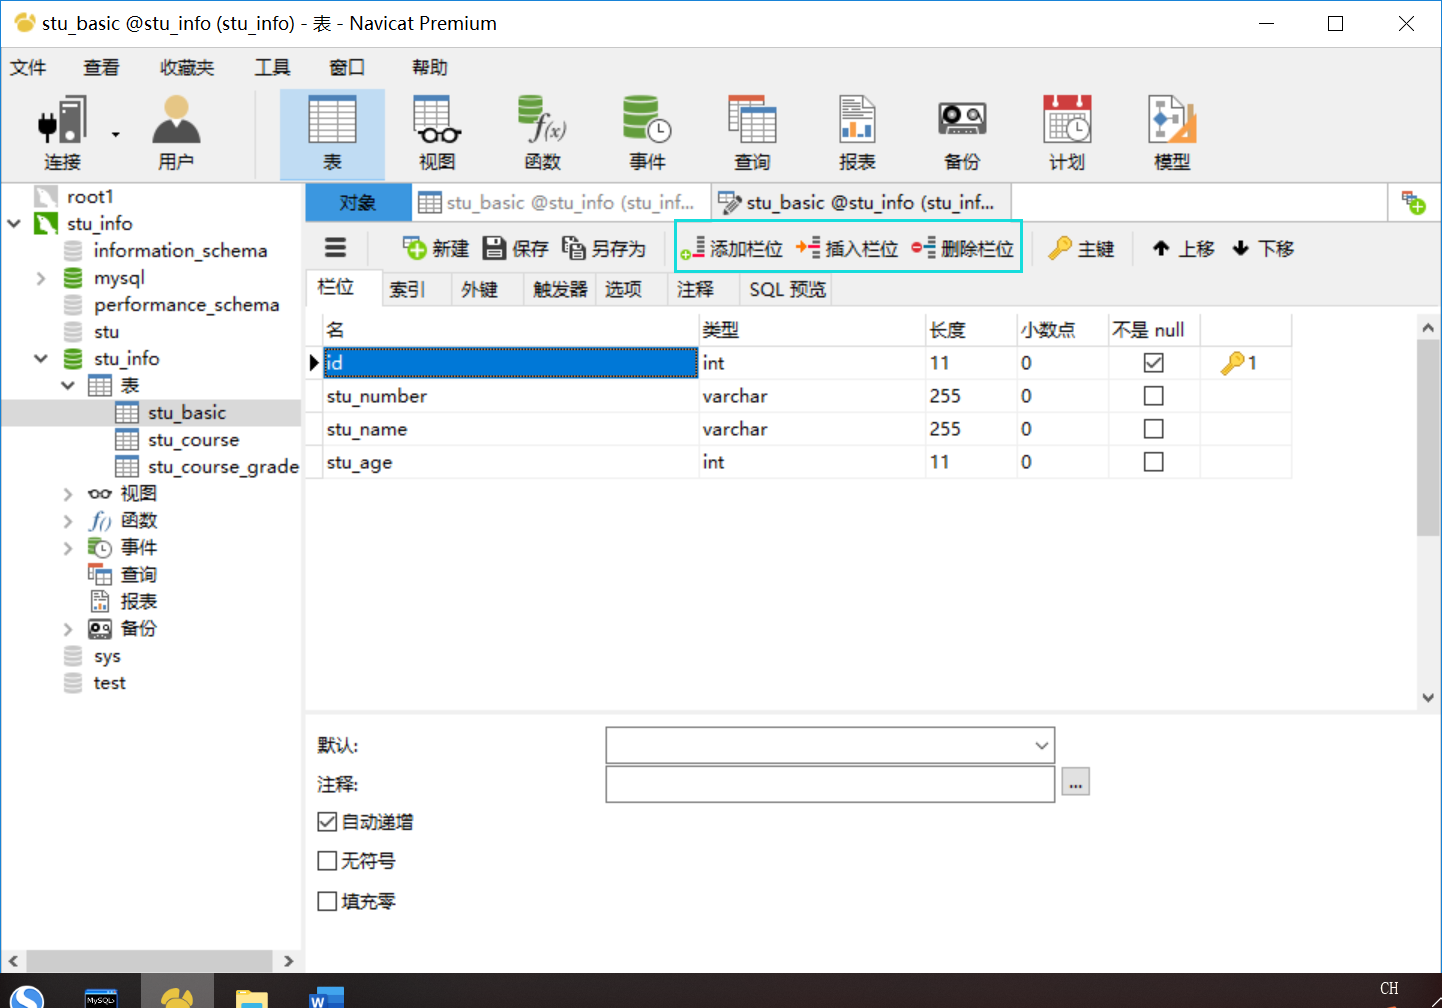 stu_basic @stu_info (stu_info) - 表 - Navicat Premium
文件 查看 收藏夹 工具 窗口 帮助
连接 用户 表 视图 函数 事件 查询 报表 备份 计划 模型
root1
stu_info
information_schema
mysql
performance_schema
stu
stu_info
表
stu_basic
stu_course
stu_course_grade
视图
函数
事件
查询
报表
备份
sys
test
对象 stu_basic @stu_info (stu_inf... stu_basic @stu_info (stu_inf...
新建 保存 另存为 添加栏位 插入栏位 删除栏位 主键 上移 下移
栏位 索引 外键 触发器 选项 注释 SQL 预览
名 类型 长度 小数点 不是 null
id int 11 0 1
stu_number varchar 255 0
stu_name varchar 255 0
stu_age int 11 0
默认:
注释: ...
自动递增
无符号
填充零
MySQL> W CH